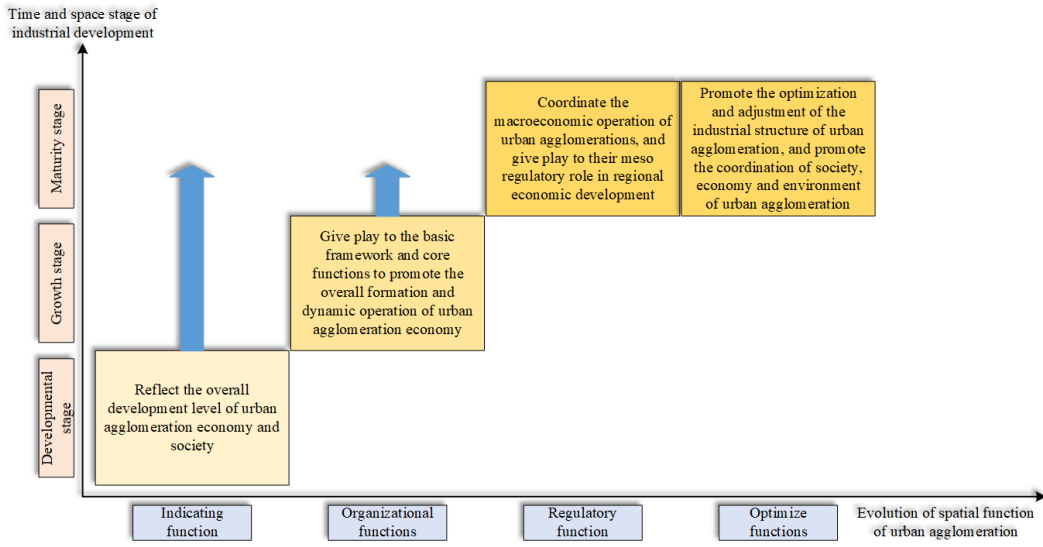 Time and space stage of
industrial development
Maturity stage
Growth stage
Developmental
stage
Coordinate the
macroeconomic operation of
urban agglomerations, and
give play to their meso
regulatory role in regional
economic development
Promote the optimization
and adjustment of the
industrial structure of urban
agglomeration, and promote
the coordination of society,
economy and environment
of urban agglomeration
Give play to the basic
framework and core
functions to promote the
overall formation and
dynamic operation of urban
agglomeration economy
Reflect the overall
development level of urban
agglomeration economy and
society
Indicating
function
Organizational
functions
Regulatory
function
Optimize
functions
Evolution of spatial function
of urban agglomeration